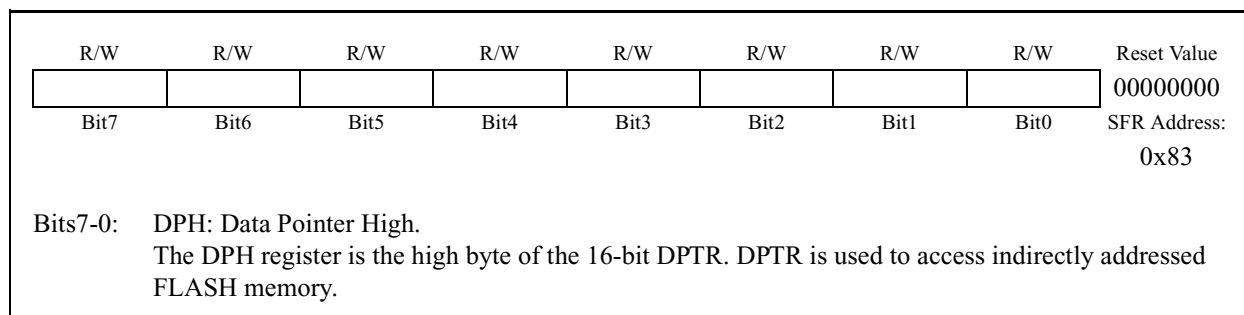 R/W R/W R/W R/W R/W R/W R/W R/W Reset Value
00000000
Bit7 Bit6 Bit5 Bit4 Bit3 Bit2 Bit1 Bit0 SFR Address:
0x83
Bits7-0: DPH: Data Pointer High.
The DPH register is the high byte of the 16-bit DPTR. DPTR is used to access indirectly addressed
FLASH memory.